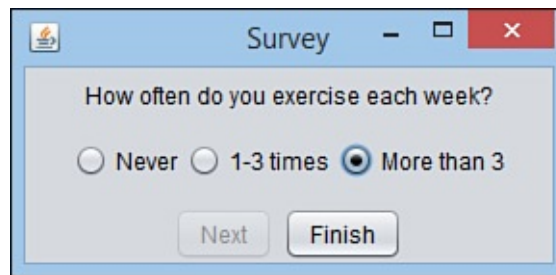 Survey
How often do you exercise each week?
Never 1-3 times More than 3
Next Finish